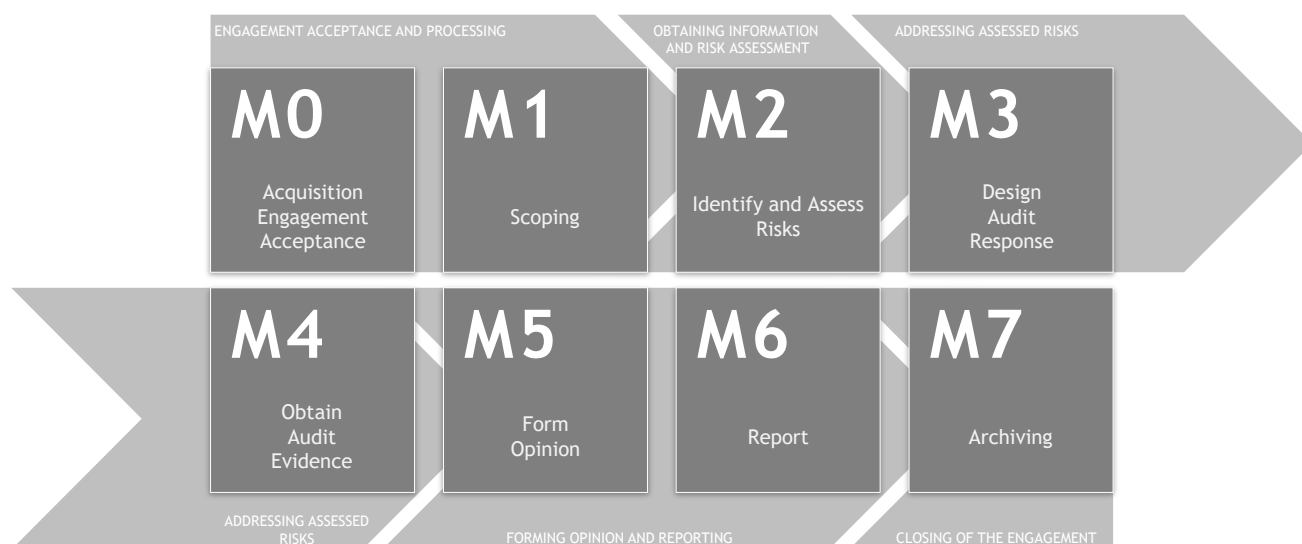 ENGAGEMENT ACCEPTANCE AND PROCESSING
OBTAINING INFORMATION
AND RISK ASSESSMENT
ADDRESSING ASSESSED RISKS
M0
Acquisition
Engagement
Acceptance
M1
Scoping
M2
Identify and Assess
Risks
M3
Design
Audit
Response
M4
Obtain
Audit
Evidence
M5
Form
Opinion
M6
Report
M7
Archiving
ADDRESSING ASSESSED
RISKS
FORMING OPINION AND REPORTING
CLOSING OF THE ENGAGEMENT